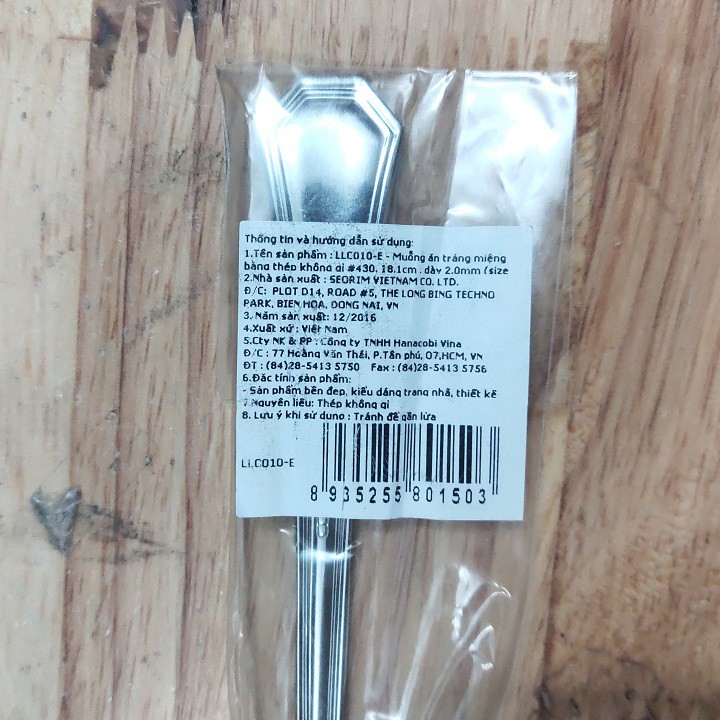 Thông tin và hướng dẫn sử dụng:
1.Tên sản phẩm : LLC010-E - Muỗng ăn tráng miệng
bằng thép không gỉ #430, 18.1cm , dày 2.0mm (size
2.Nhà sản xuất : SEORIM VIETNAM CO. LTD.
Đ/C: PLOT D14, ROAD #5, THE LONG BING TECHNO
PARK, BIEN HOA, DONG NAI, VN
3. Năm sản xuất: 12/2016
4.Xuất xứ : Việt Nam
5.Cty NK & PP : Công ty TNHH Hanacobi Vina
Đ/C : 77 Hoàng Văn Thái, P.Tân phú, Q7,HCM, VN
ĐT : (84)28-5413 5750 Fax : (84)28-5413 5756
6.Đặc tính sản phẩm:
- Sản phẩm bền đẹp, kiểu dáng trang nhã, thiết kế
7.Nguyên liệu: Thép không gỉ
8. Lưu ý khi sử dụng : Tránh để gần lửa
LLC010-E
8 935255 801503